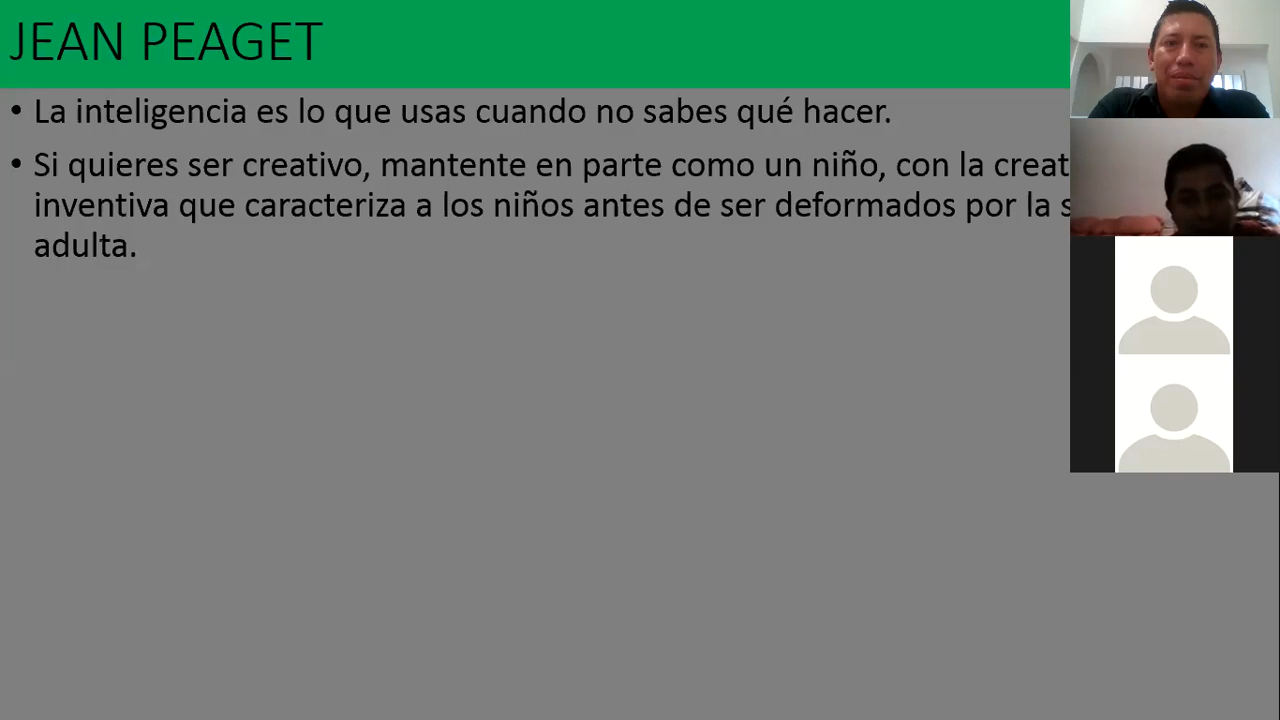 JEAN PEAGET
• La inteligencia es lo que usas cuando no sabes qué hacer.
• Si quieres ser creativo, mantente en parte como un niño, con la
inventiva que caracteriza a los niños antes de ser deformados por la
adulta.